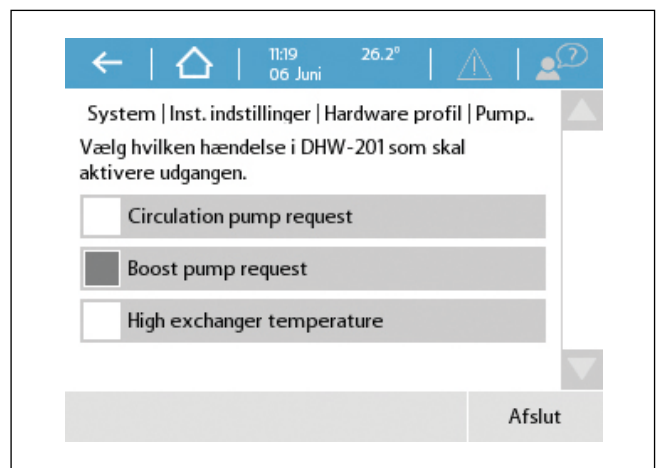 11:19 26.2°
06 Juni
?
System | Inst. indstillinger | Hardware profil | Pump..
Vælg hvilken hændelse i DHW-201 som skal
aktivere udgangen.
Circulation pump request
Boost pump request
High exchanger temperature
Afslut